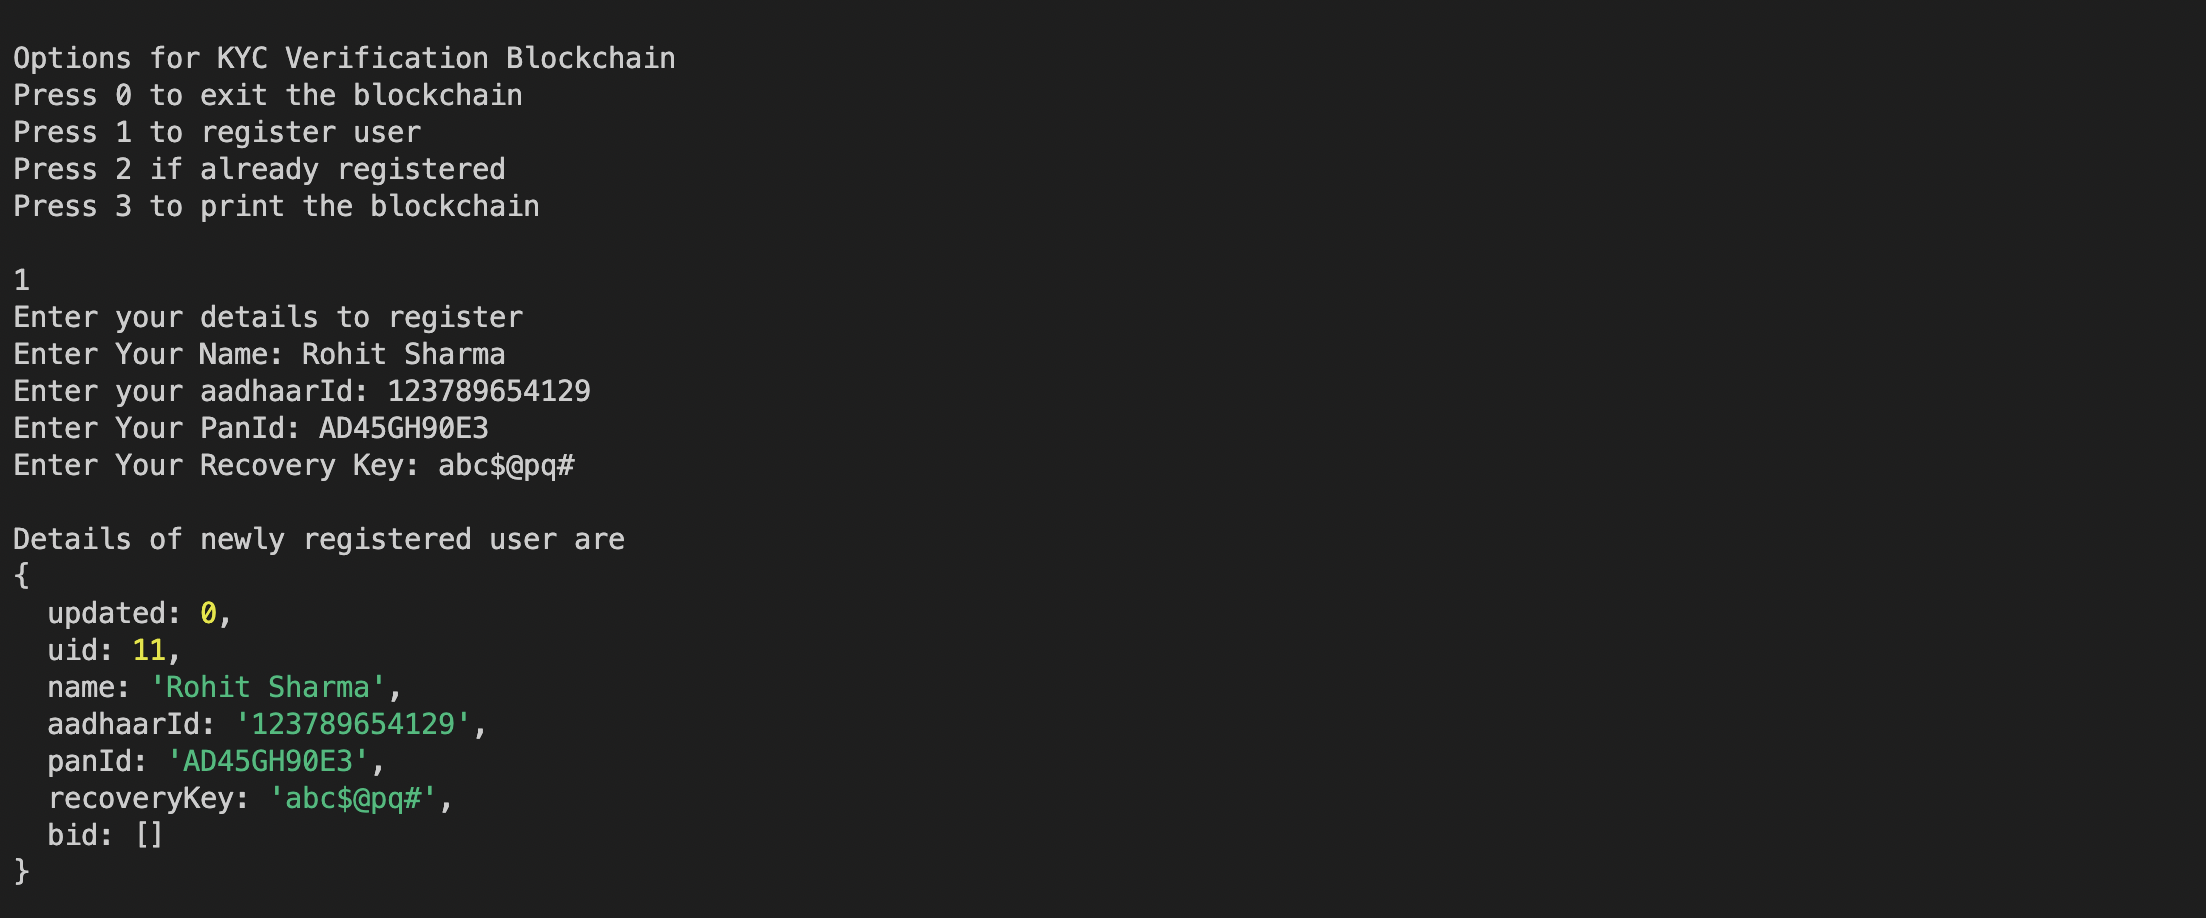 Options for KYC Verification Blockchain
Press 0 to exit the blockchain
Press 1 to register user
Press 2 if already registered
Press 3 to print the blockchain
1
Enter your details to register
Enter Your Name: Rohit Sharma
Enter your aadhaarId: 123789654129
Enter Your PanId: AD45GH90E3
Enter Your Recovery Key: abc$@pq#
Details of newly registered user are
{
  updated: 0,
  uid: 11,
  name: 'Rohit Sharma',
  aadhaarId: '123789654129',
  panId: 'AD45GH90E3',
  recoveryKey: 'abc$@pq#',
  bid: []
}